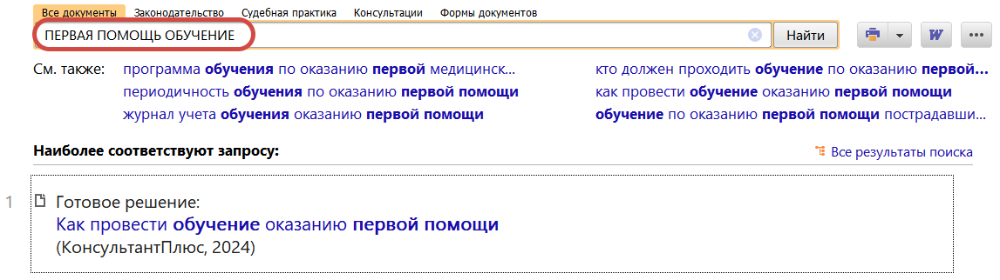 Все документы Законодательство Судебная практика Консультации Формы документов
ПЕРВАЯ ПОМОЩЬ ОБУЧЕНИЕ Найти W
См. также: программа обучения по оказанию первой медицинск... кто должен проходить обучение по оказанию первой...
периодичность обучения по оказанию первой помощи как провести обучение оказанию первой помощи
журнал учета обучения оказанию первой помощи обучение по оказанию первой помощи пострадавши...
Наиболее соответствуют запросу: Все результаты поиска
1 Готовое решение:
Как провести обучение оказанию первой помощи
(КонсультантПлюс, 2024)